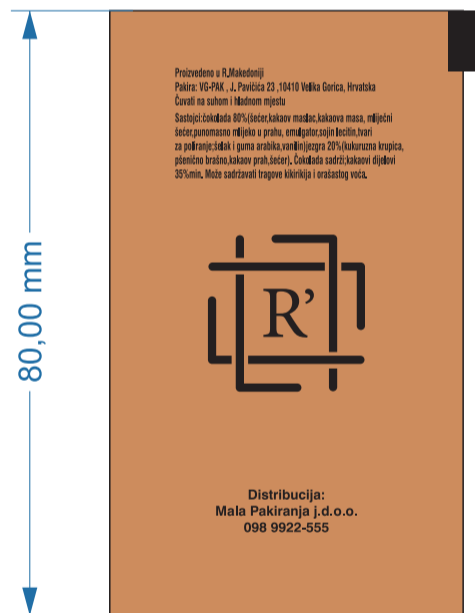 80,00 mm
Proizvedeno u R.Makedoniji
Pakira: VG-PAK , J. Pavičića 23 ,10410 Velika Gorica, Hrvatska
Čuvati na suhom i hladnom mjestu
Sastojci:čokolada 80%(šećer,kakaov maslac,kakaova masa, mliječni
šećer,punomasno mlijeko u prahu, emulgator,sojin lecitin,tvari
za poliranje;šelak i guma arabika,vanilin)jezgra 20%(kukuruzna krupica,
pšenično brašno,kakaov prah,šećer). Čokolada sadrži;kakaovi dijelovi
35%min. Može sadržavati tragove kikirikija i orašastog voća.
R’
Distribucija:
Mala Pakiranja j.d.o.o.
098 9922-555